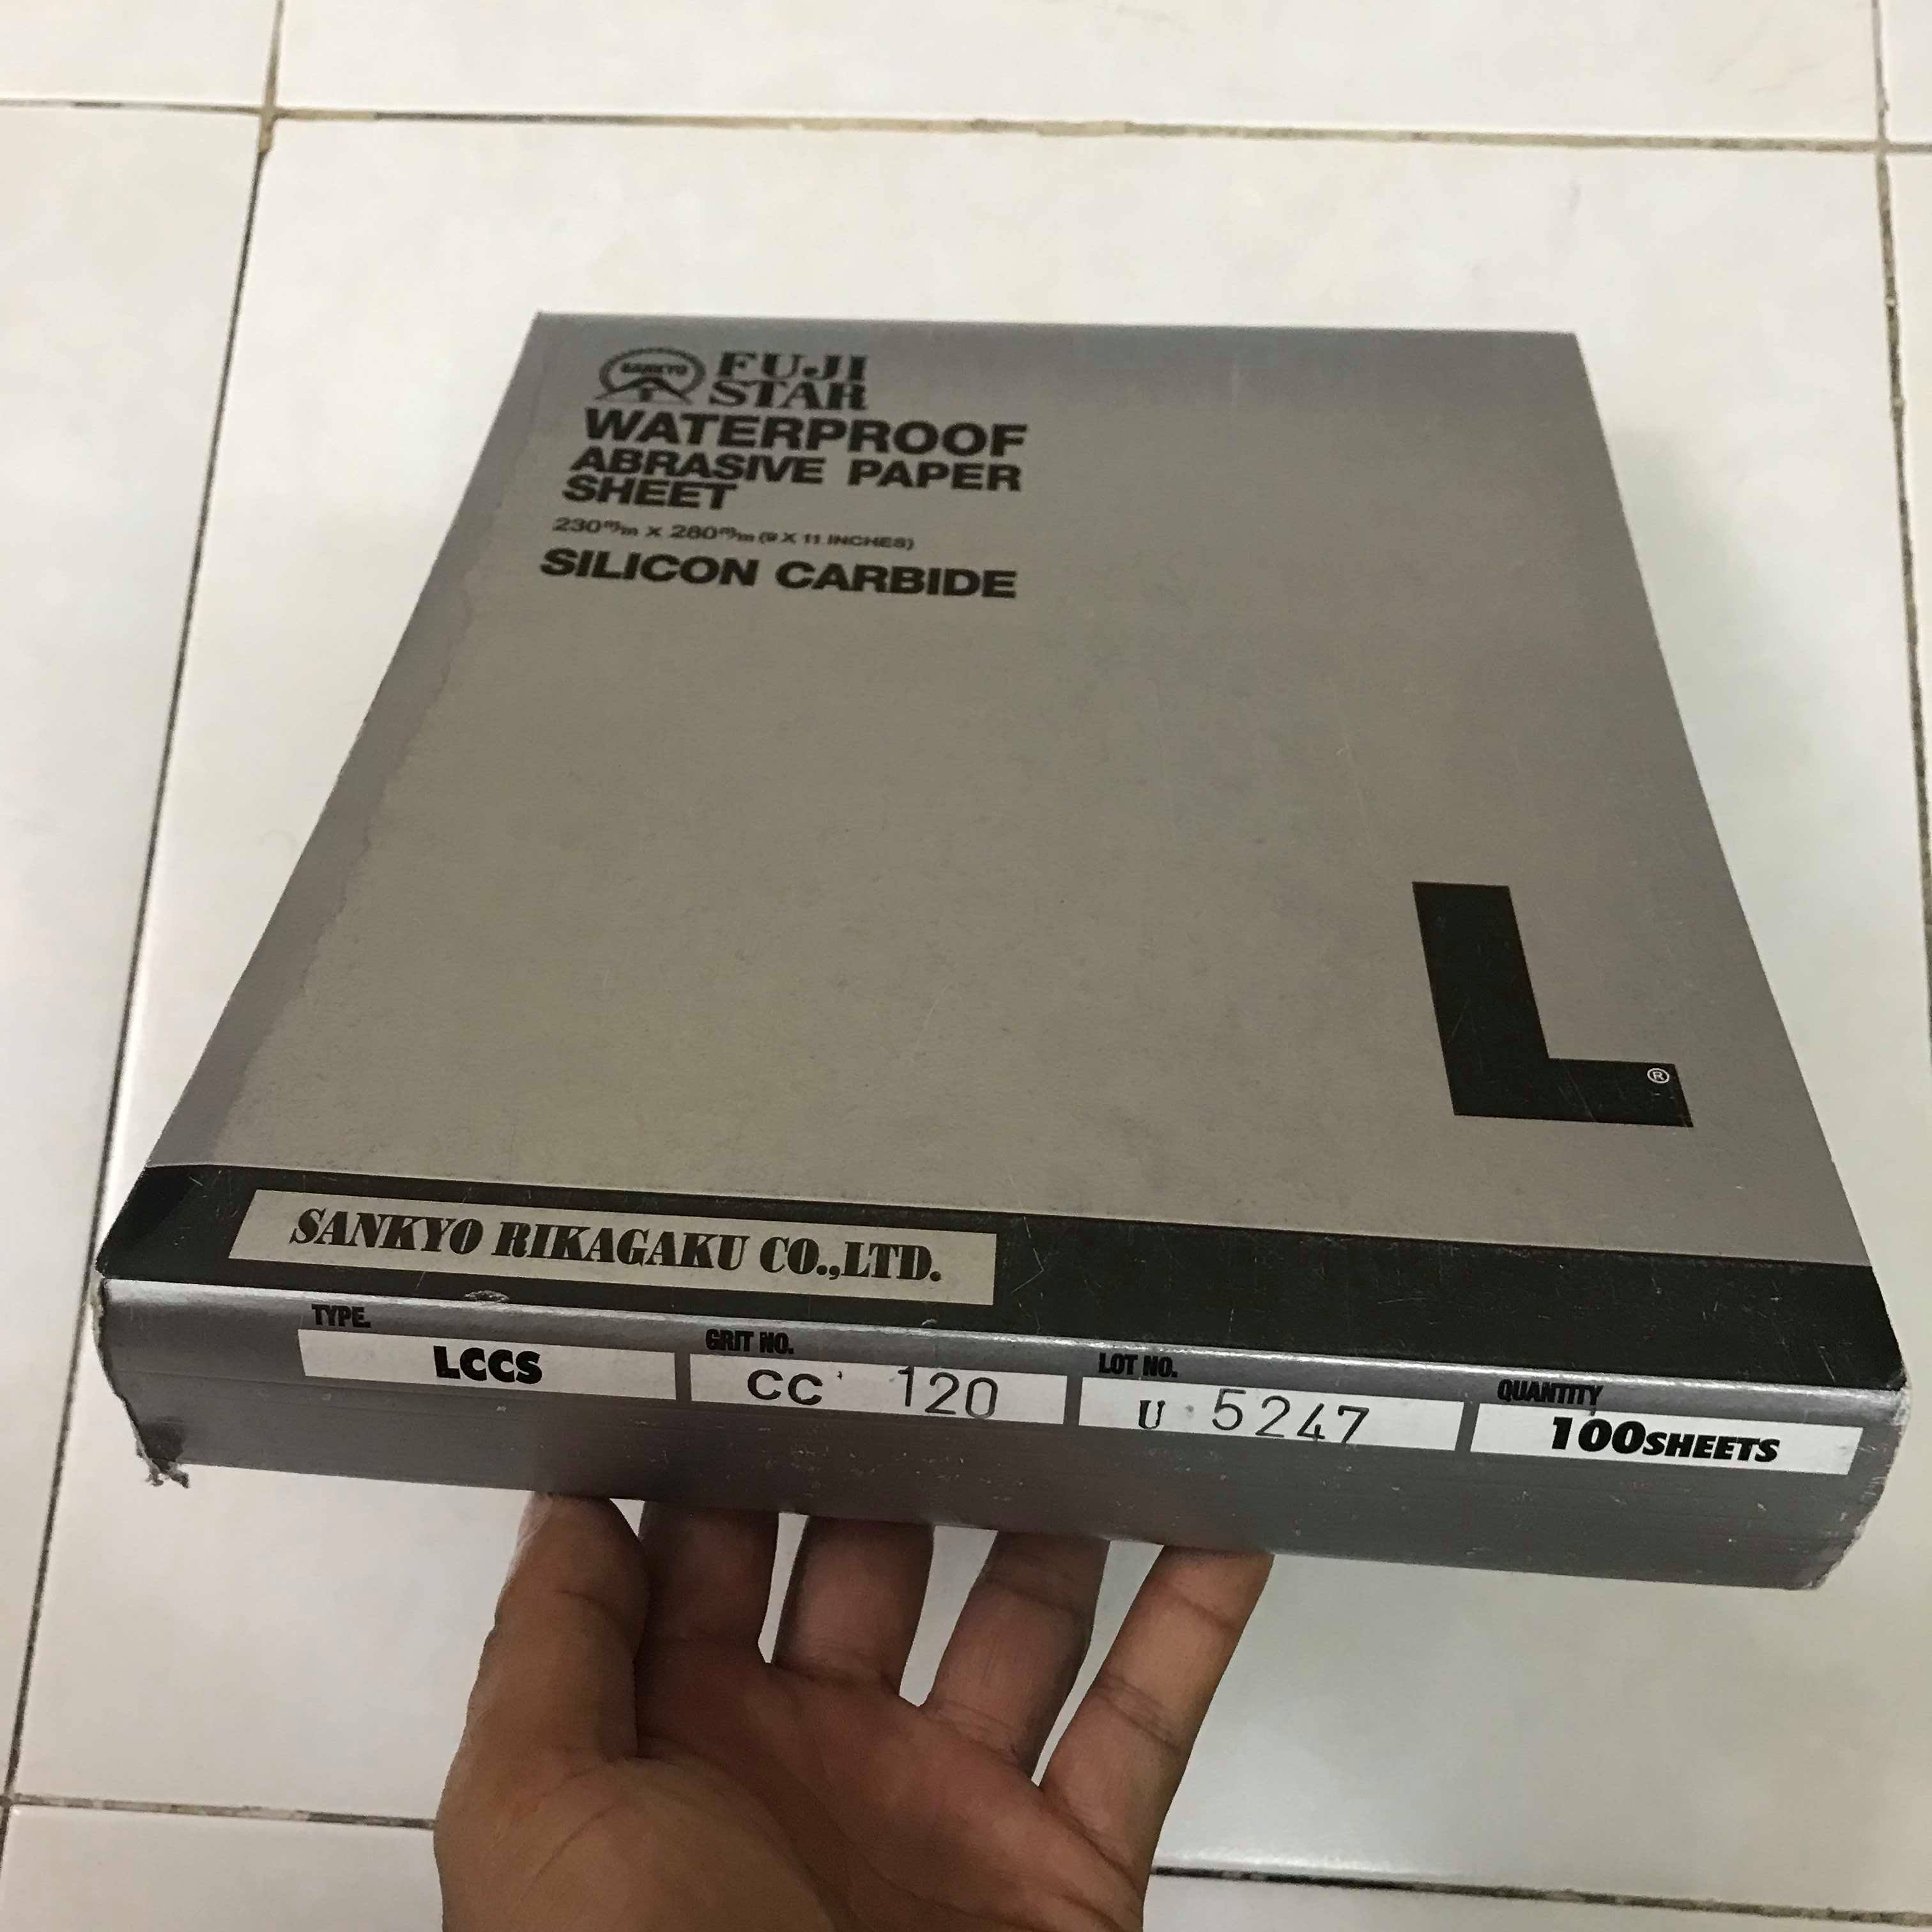 SANKYO
FUJI
STAR
WATERPROOF
ABRASIVE PAPER
SHEET
230m/m X 280m/m (9 X 11 INCHES)
SILICON CARBIDE
L®
SANKYO RIKAGAKU CO.,LTD.
TYPE. GRIT NO. LOT NO. QUANTITY
LCCS CC 120 U 5247 100SHEETS